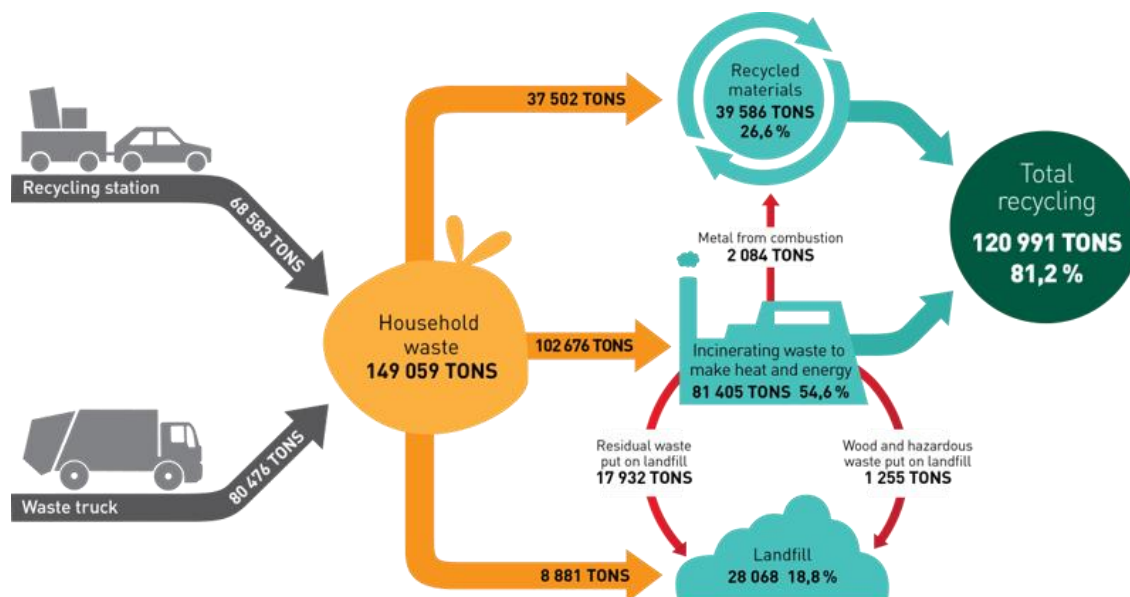 Recycling station
68 583 TONS
Waste truck
80 476 TONS
Household
waste
149 059 TONS
37 502 TONS
102 676 TONS
8 881 TONS
Recycled
materials
39 586 TONS
26,6 %
Metal from combustion
2 084 TONS
Incinerating waste to
make heat and energy
81 405 TONS 54,6 %
Residual waste
put on landfill
17 932 TONS
Wood and hazardous
waste put on landfill
1 255 TONS
Landfill
28 068 18,8 %
Total
recycling
120 991 TONS
81,2 %